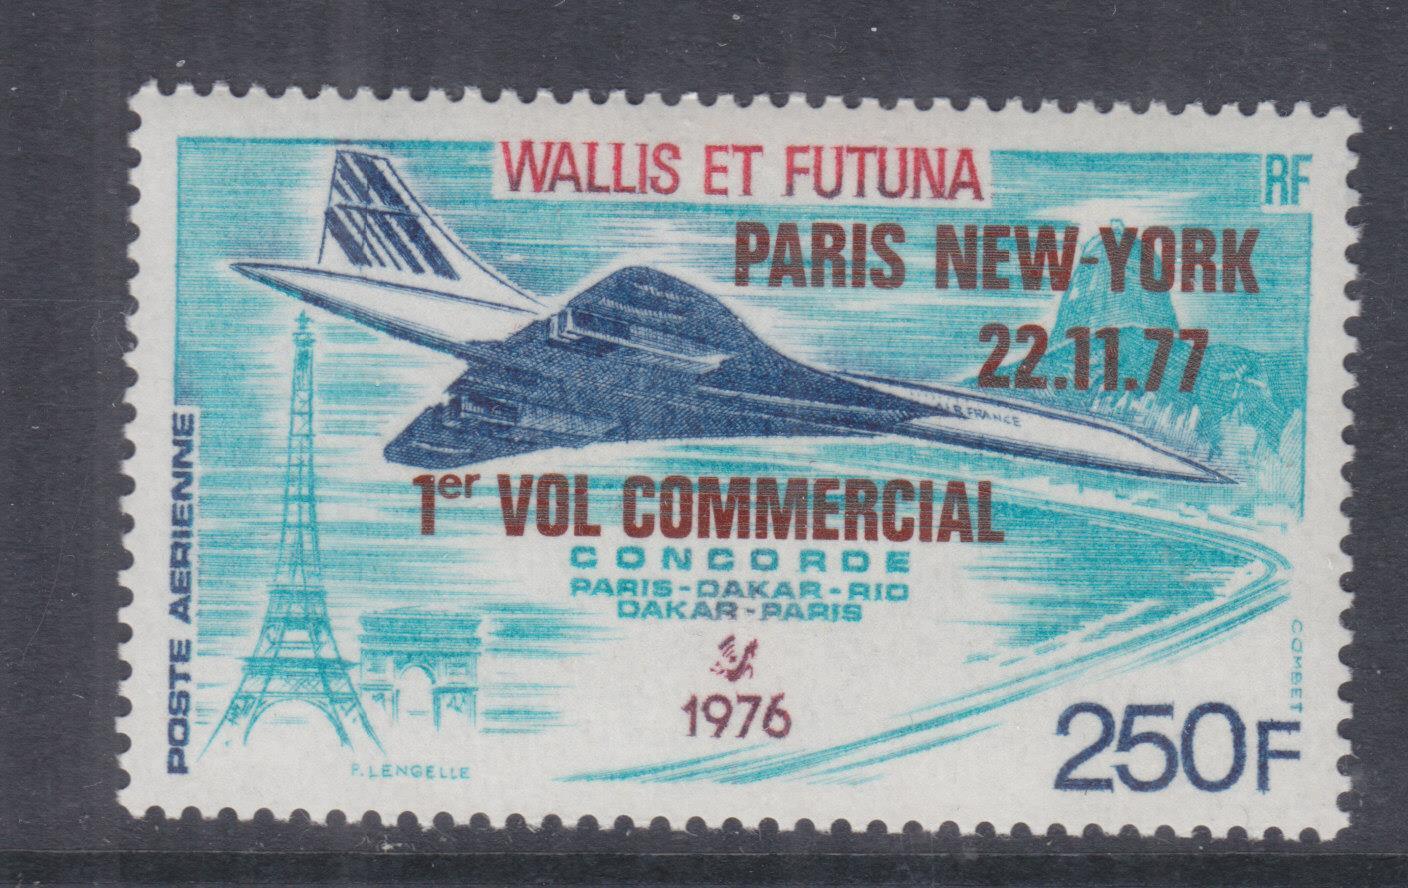 WALLIS ET FUTUNA
RF
PARIS NEW-YORK
22.11.77
FRANCE
1er VOL COMMERCIAL
CONCORDE
PARIS-DAKAR-RIO
DAKAR-PARIS
1976
250F
POSTE AERIENNE
P. LENGELLE
COMBET